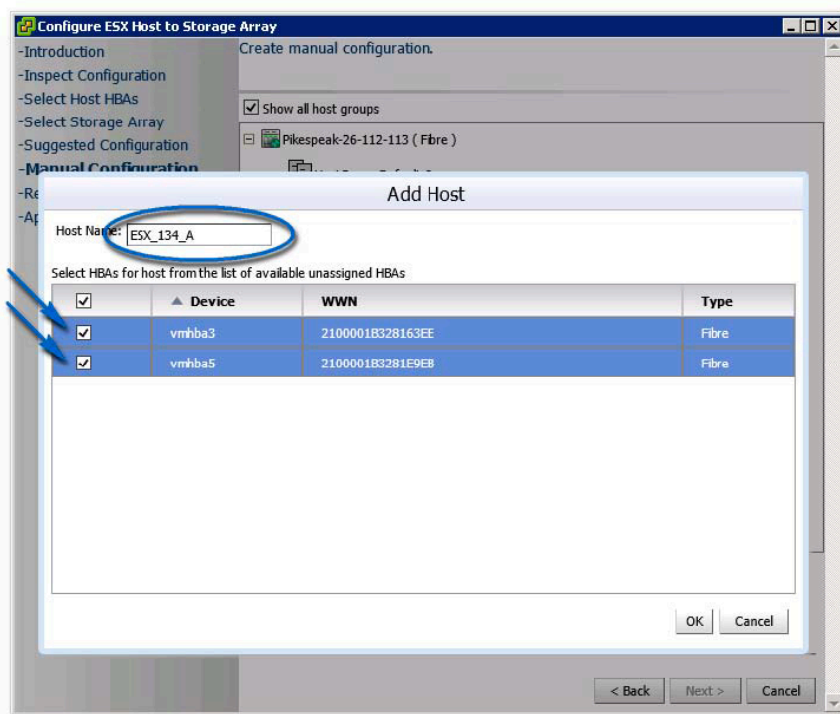 Configure ESX Host to Storage Array
-Introduction
-Inspect Configuration
-Select Host HBAs
-Select Storage Array
-Suggested Configuration
-Manual Configuration
-Re
-Ap
Create manual configuration.
Show all host groups
Pikespeak-26-112-113 ( Fibre )
Add Host
Host Name: ESX_134_A
Select HBAs for host from the list of available unassigned HBAs
Device WWN Type
vmhba3 2100001B328163EE Fibre
vmhba5 2100001B3281E9EB Fibre
OK Cancel
< Back Next > Cancel